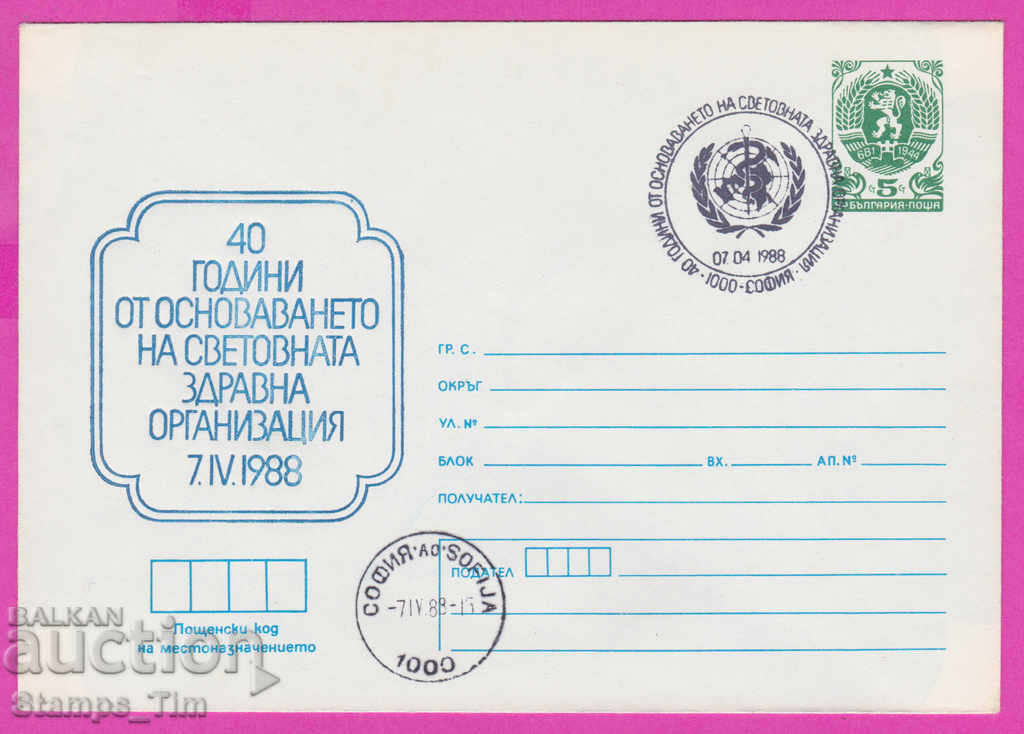 40
ГОДИНИ
ОТ ОСНОВАВАНЕТО
НА СВЕТОВНАТА
ЗДРАВНА
ОРГАНИЗАЦИЯ
7.IV.1988
40 ГОДИНИ ОТ ОСНОВАВАНЕТО НА СВЕТОВНАТА ЗДРАВНА ОРГАНИЗАЦИЯ · 1000-СОФИЯ ·
07 04 1988
681 1944
5
БЪЛГАРИЯ-ПОЩА
ГР. С.
ОКРЪГ
УЛ. №
БЛОК ВХ. АП. №
ПОЛУЧАТЕЛ:
ПОДАТЕЛ
СОФИЯ·АО·SOFIJA
-7IV.88-15
1000
Пощенски код
на местоназначението
BALKAN
auction
Stamps_Tim